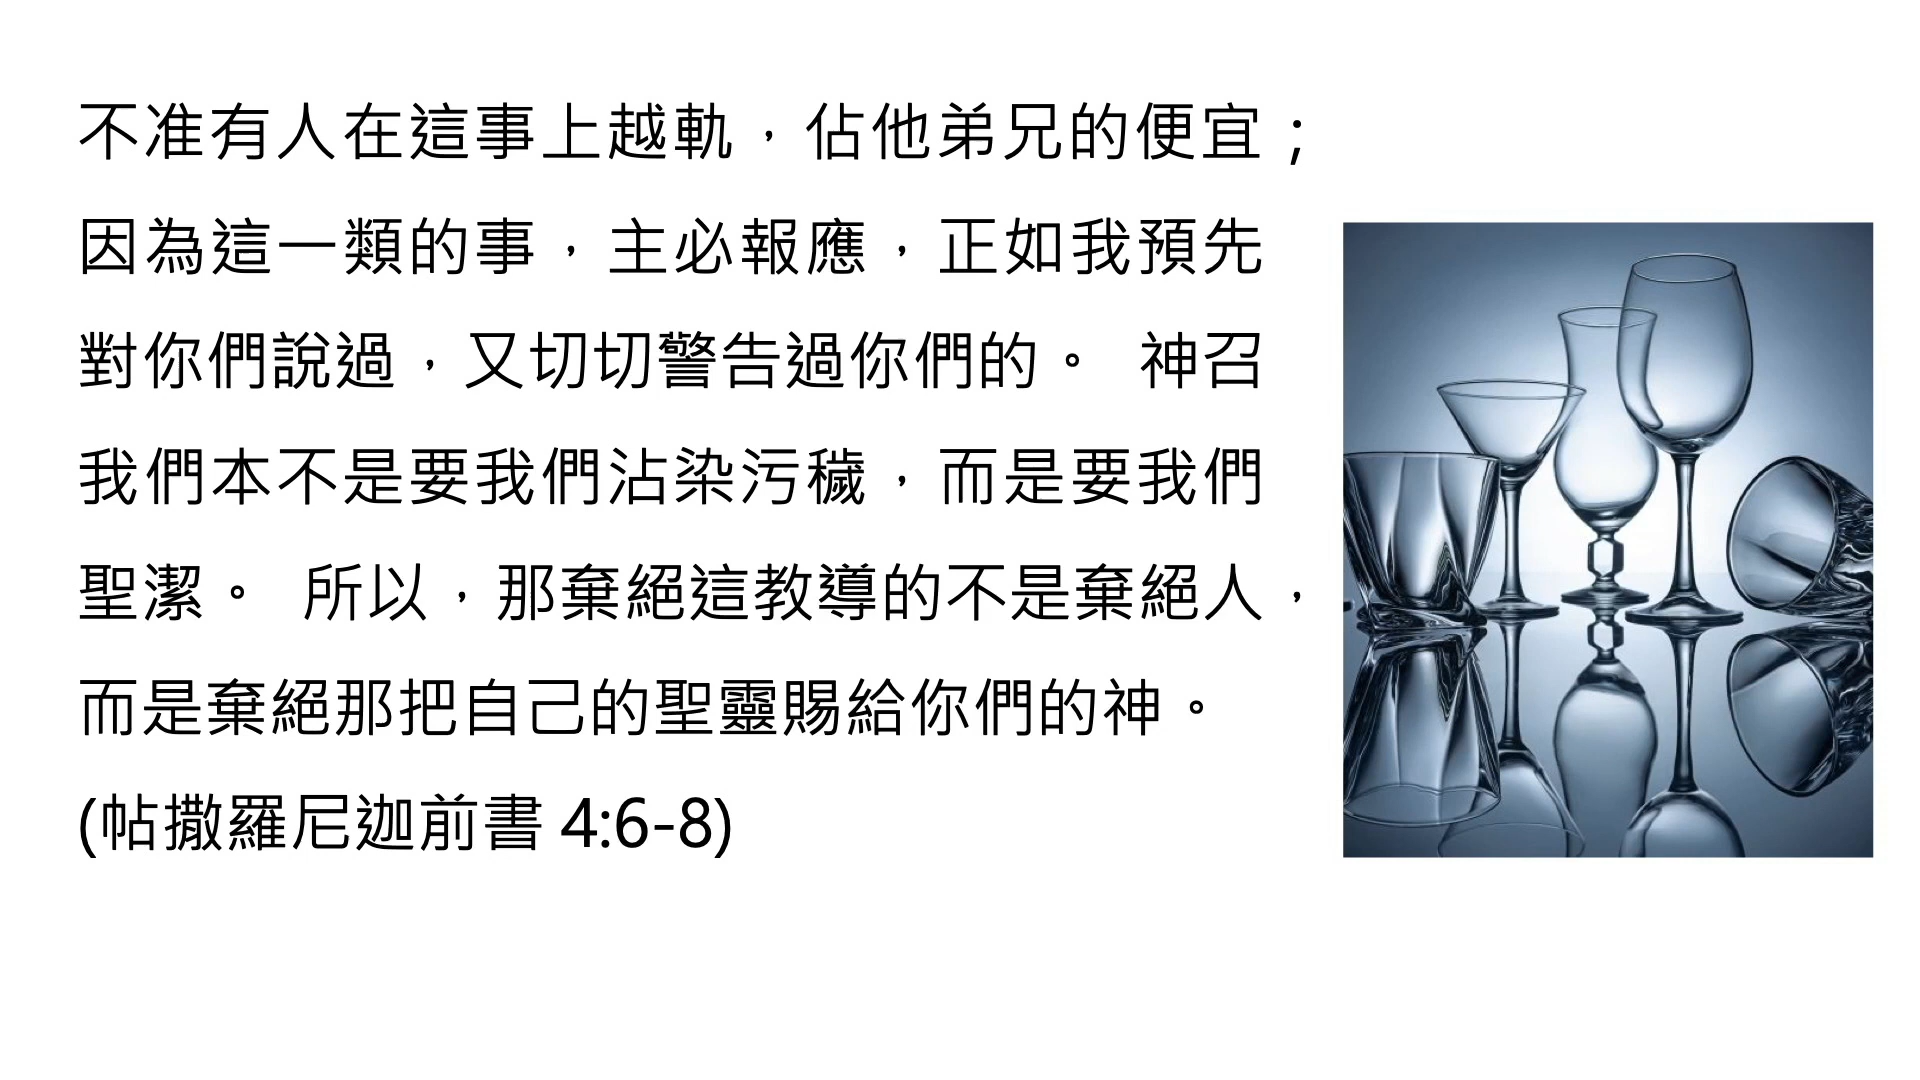 不准有人在這事上越軌，佔他弟兄的便宜；
因為這一類的事，主必報應，正如我預先
對你們說過，又切切警告過你們的。 神召
我們本不是要我們沾染污穢，而是要我們
聖潔。 所以，那棄絕這教導的不是棄絕人，
而是棄絕那把自己的聖靈賜給你們的神。
(帖撒羅尼迦前書 4:6-8)